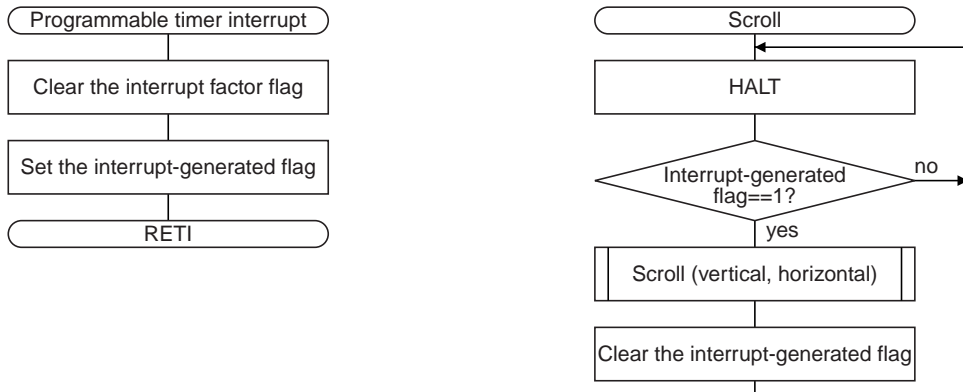 Programmable timer interrupt
Clear the interrupt factor flag
Set the interrupt-generated flag
RETI
Scroll
HALT
Interrupt-generated
flag==1?
no
yes
Scroll (vertical, horizontal)
Clear the interrupt-generated flag